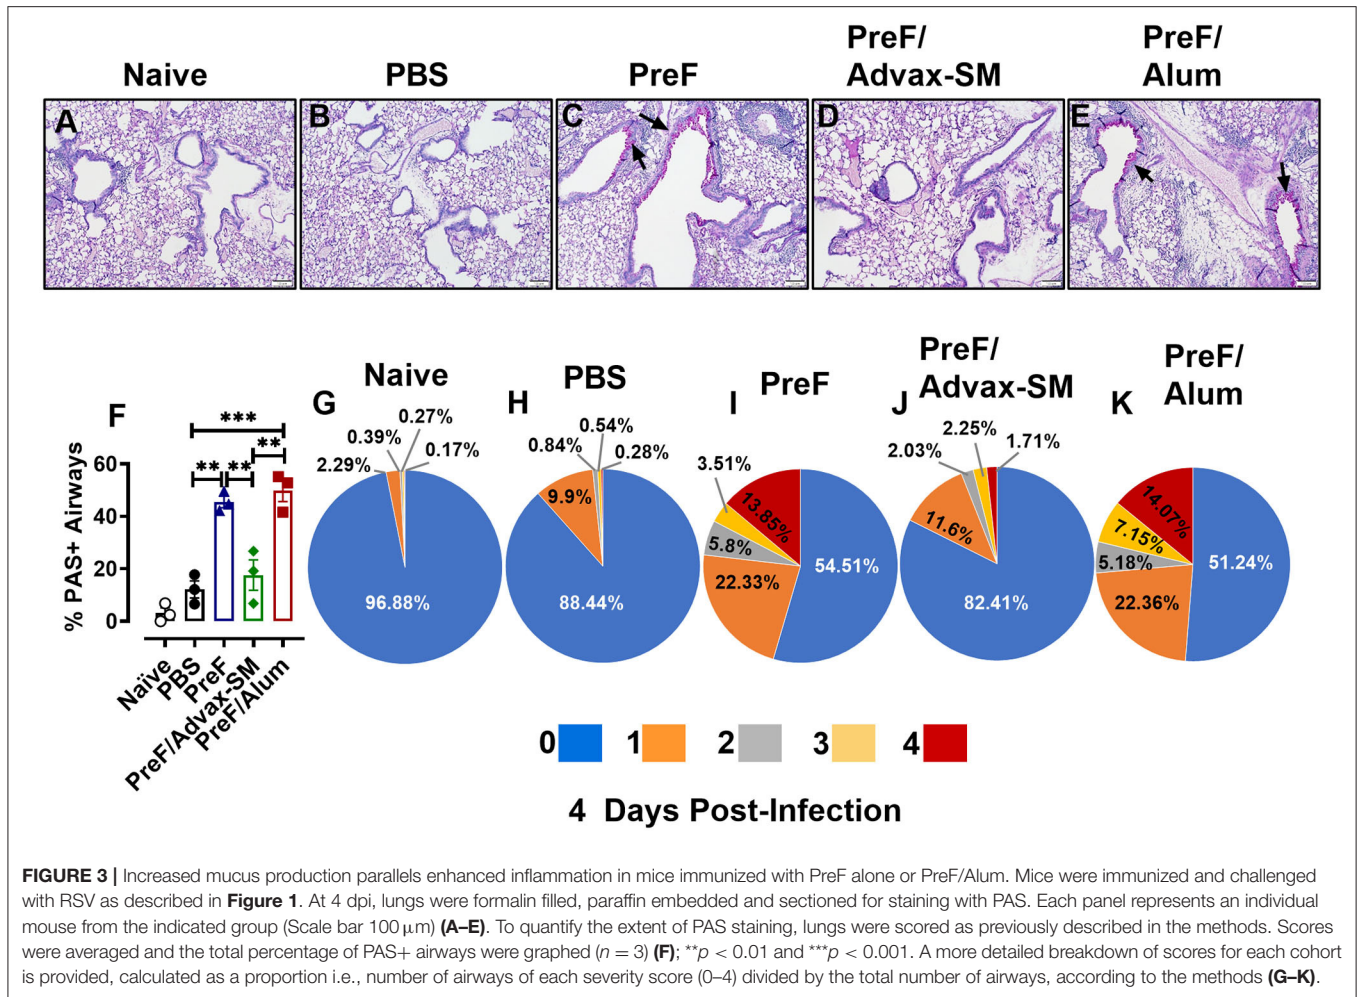 Naive
PBS
PreF
PreF/
Advax-SM
PreF/
Alum
A
B
C
D
E
F
***
**
**
**
% PAS+ Airways
60
40
20
0
Naïve
PBS
PreF
PreF/Advax-SM
PreF/Alum
G
Naive
2.29%
0.39%
0.27%
0.17%
96.88%
H
PBS
0.84%
0.54%
0.28%
9.9%
88.44%
I
PreF
3.51%
13.85%
5.8%
22.33%
54.51%
J
PreF/
Advax-SM
2.03%
2.25%
1.71%
11.6%
82.41%
K
PreF/
Alum
14.07%
7.15%
5.18%
22.36%
51.24%
0
1
2
3
4
4 Days Post-Infection
FIGURE 3 | Increased mucus production parallels enhanced inflammation in mice immunized with PreF alone or PreF/Alum. Mice were immunized and challenged
with RSV as described in Figure 1. At 4 dpi, lungs were formalin filled, paraffin embedded and sectioned for staining with PAS. Each panel represents an individual
mouse from the indicated group (Scale bar 100 μm) (A–E). To quantify the extent of PAS staining, lungs were scored as previously described in the methods. Scores
were averaged and the total percentage of PAS+ airways were graphed (n = 3) (F); **p < 0.01 and ***p < 0.001. A more detailed breakdown of scores for each cohort
is provided, calculated as a proportion i.e., number of airways of each severity score (0–4) divided by the total number of airways, according to the methods (G–K).